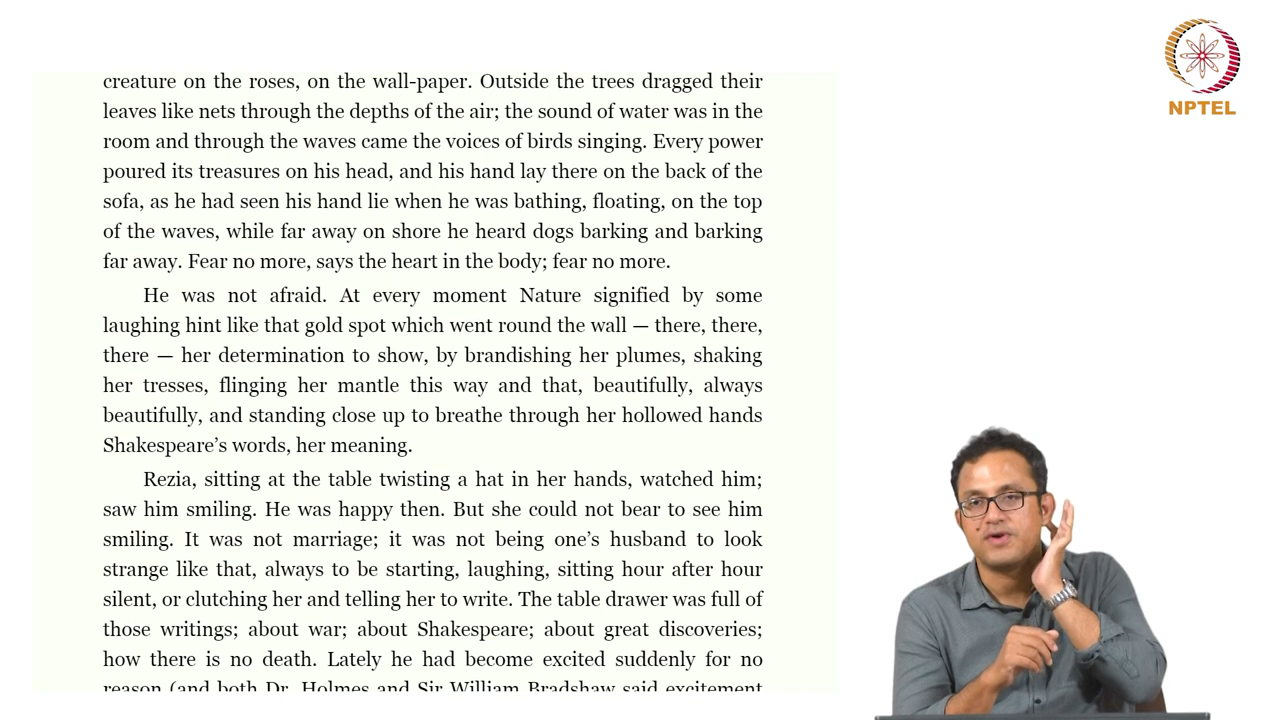 creature on the roses, on the wall-paper. Outside the trees dragged their
leaves like nets through the depths of the air; the sound of water was in the
room and through the waves came the voices of birds singing. Every power
poured its treasures on his head, and his hand lay there on the back of the
sofa, as he had seen his hand lie when he was bathing, floating, on the top
of the waves, while far away on shore he heard dogs barking and barking
far away. Fear no more, says the heart in the body; fear no more.
He was not afraid. At every moment Nature signified by some
laughing hint like that gold spot which went round the wall — there, there,
there — her determination to show, by brandishing her plumes, shaking
her tresses, flinging her mantle this way and that, beautifully, always
beautifully, and standing close up to breathe through her hollowed hands
Shakespeare’s words, her meaning.
Rezia, sitting at the table twisting a hat in her hands, watched him;
saw him smiling. He was happy then. But she could not bear to see him
smiling. It was not marriage; it was not being one’s husband to look
strange like that, always to be starting, laughing, sitting hour after hour
silent, or clutching her and telling her to write. The table drawer was full of
those writings; about war; about Shakespeare; about great discoveries;
how there is no death. Lately he had become excited suddenly for no
reason (and both Dr. Holmes and Sir William Bradshaw said excitement
NPTEL